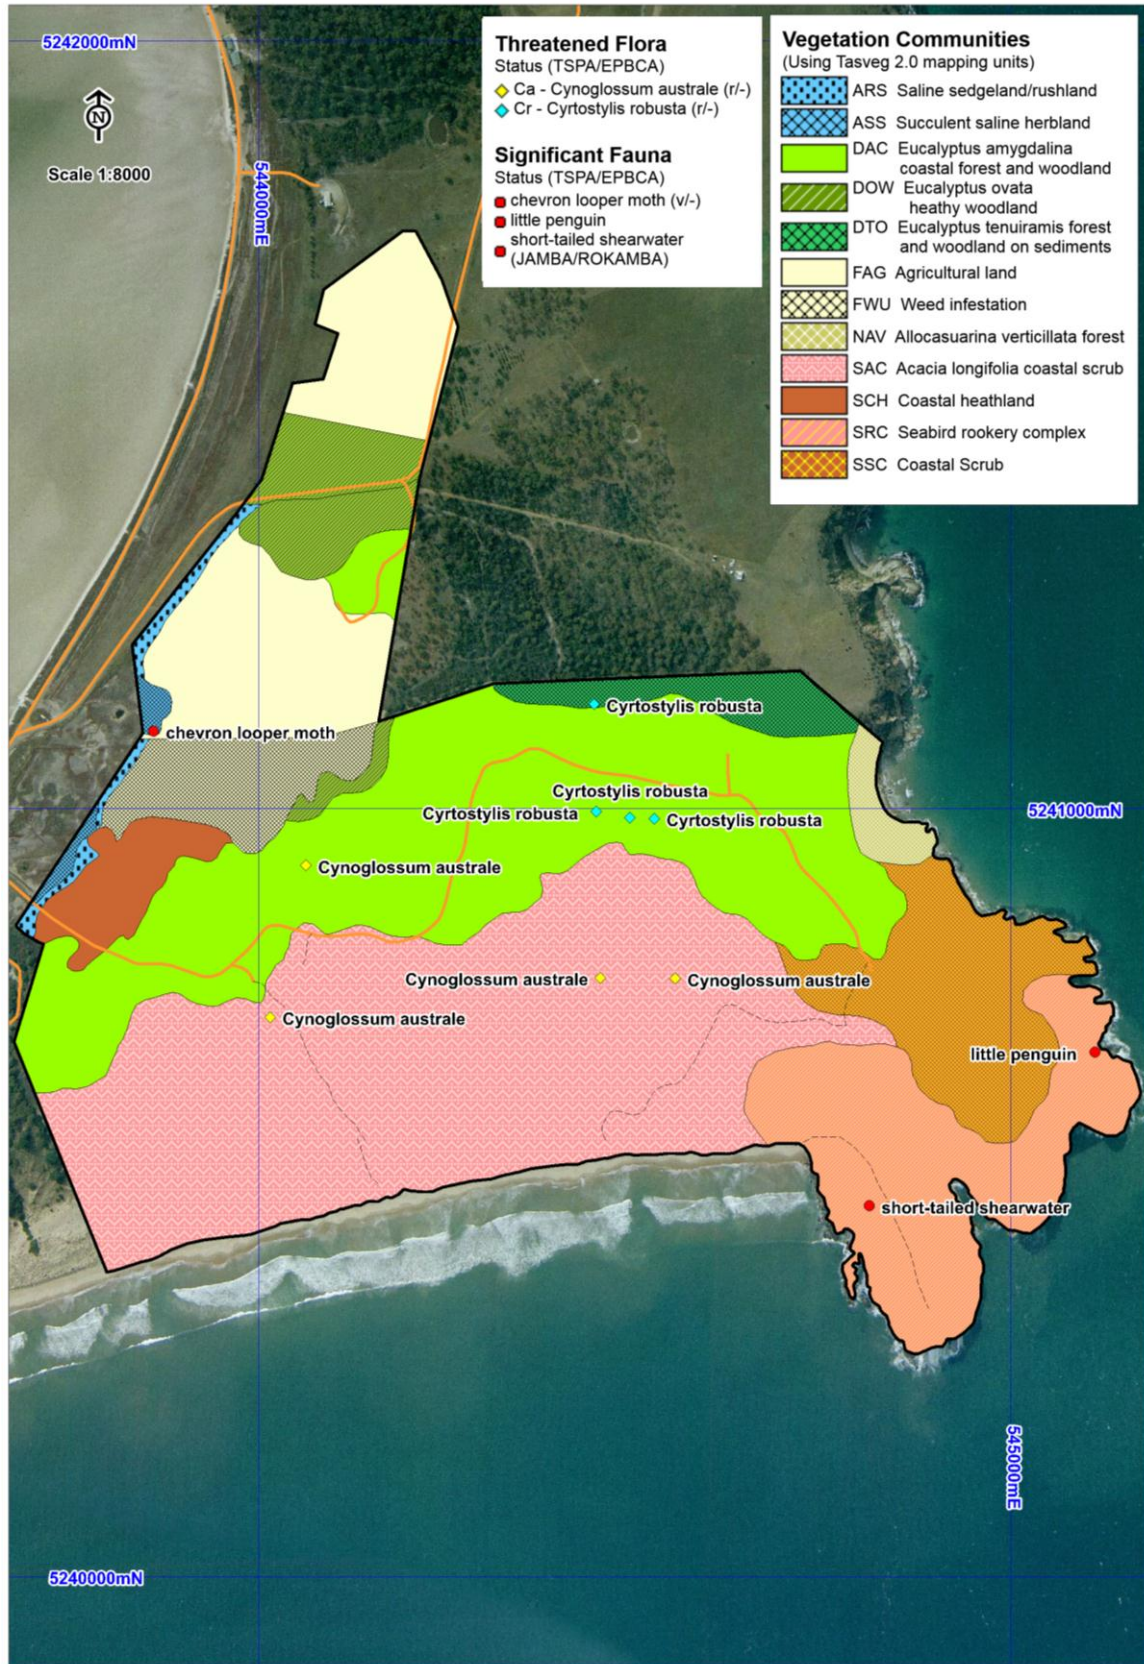 5242000mN
N
Scale 1:8000
544000mE
Threatened Flora
Status (TSPA/EPBCA)
Ca - Cynoglossum australe (r/-)
Cr - Cyrtostylis robusta (r/-)
Significant Fauna
Status (TSPA/EPBCA)
chevron looper moth (v/-)
little penguin
short-tailed shearwater
(JAMBA/ROKAMBA)
Vegetation Communities
(Using Tasveg 2.0 mapping units)
ARS Saline sedgeland/rushland
ASS Succulent saline herbland
DAC Eucalyptus amygdalina
coastal forest and woodland
DOW Eucalyptus ovata
heathy woodland
DTO Eucalyptus tenuiramis forest
and woodland on sediments
FAG Agricultural land
FWU Weed infestation
NAV Allocasuarina verticillata forest
SAC Acacia longifolia coastal scrub
SCH Coastal heathland
SRC Seabird rookery complex
SSC Coastal Scrub
Cyrtostylis robusta
chevron looper moth
Cyrtostylis robusta
Cyrtostylis robusta
Cyrtostylis robusta
5241000mN
Cynoglossum australe
Cynoglossum australe
Cynoglossum australe
Cynoglossum australe
little penguin
short-tailed shearwater
545000mE
5240000mN